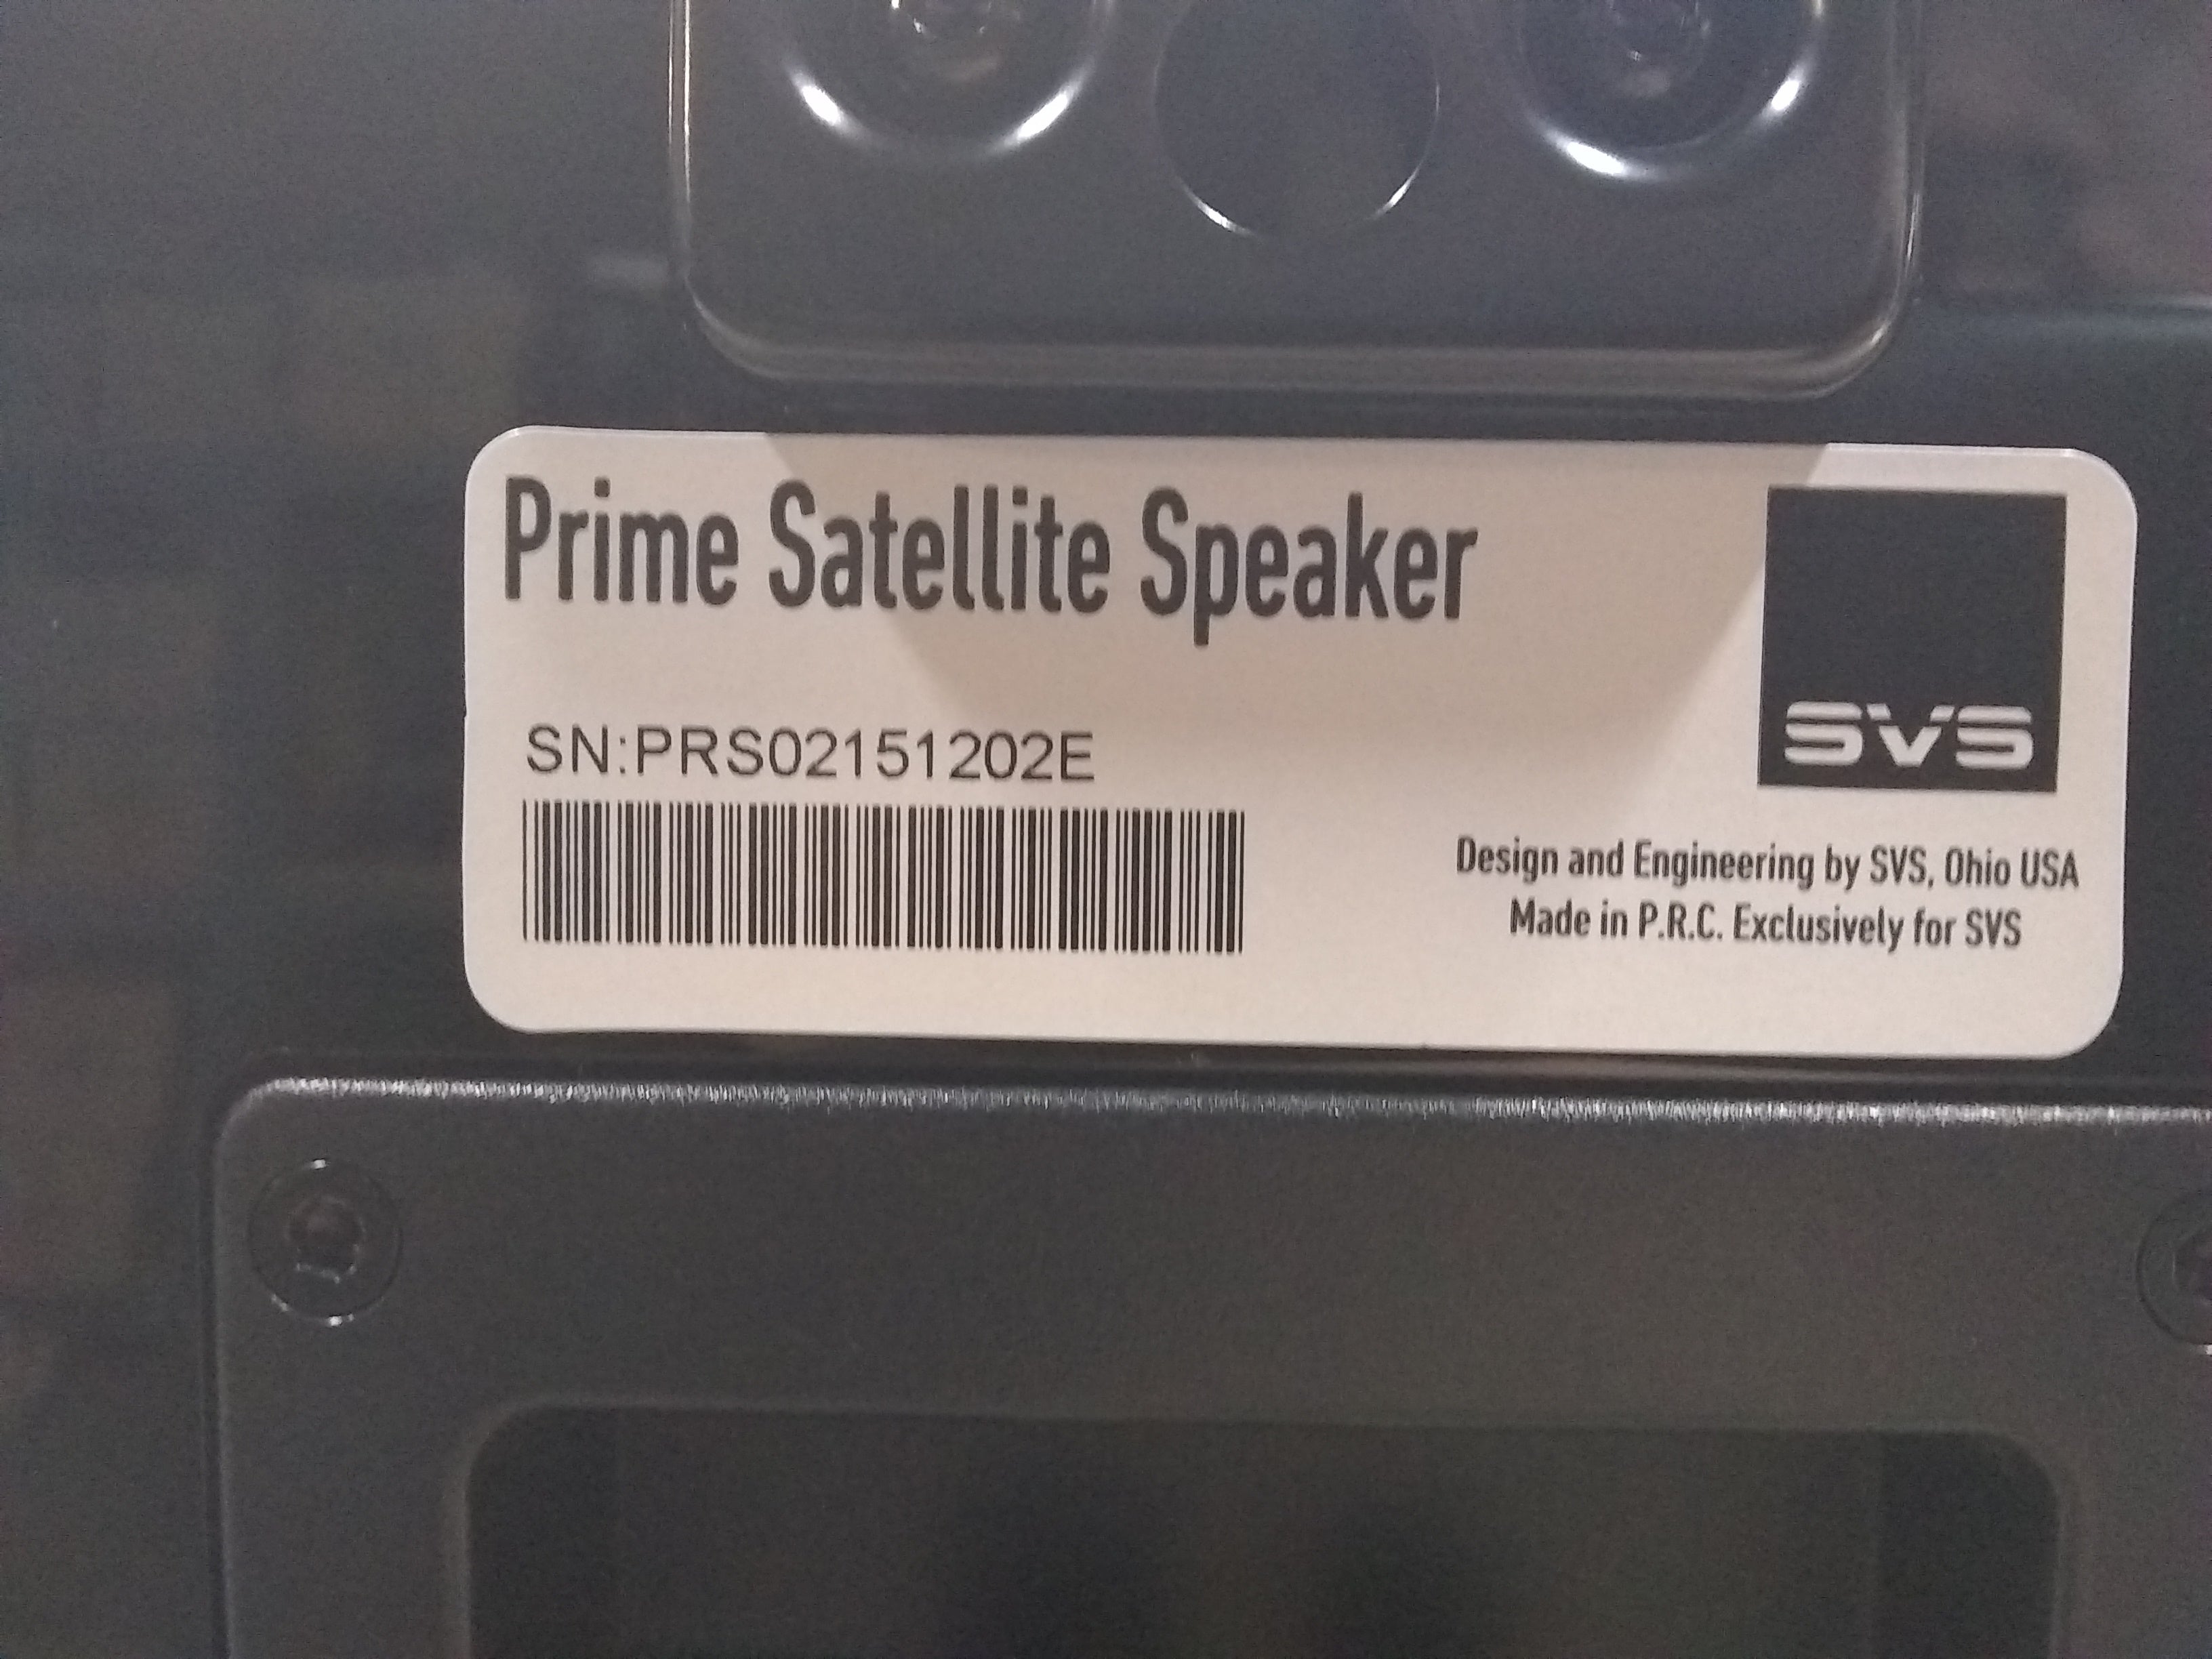 Prime Satellite Speaker
SVS
SN:PRS02151202E
Design and Engineering by SVS, Ohio USA
Made in P.R.C. Exclusively for SVS